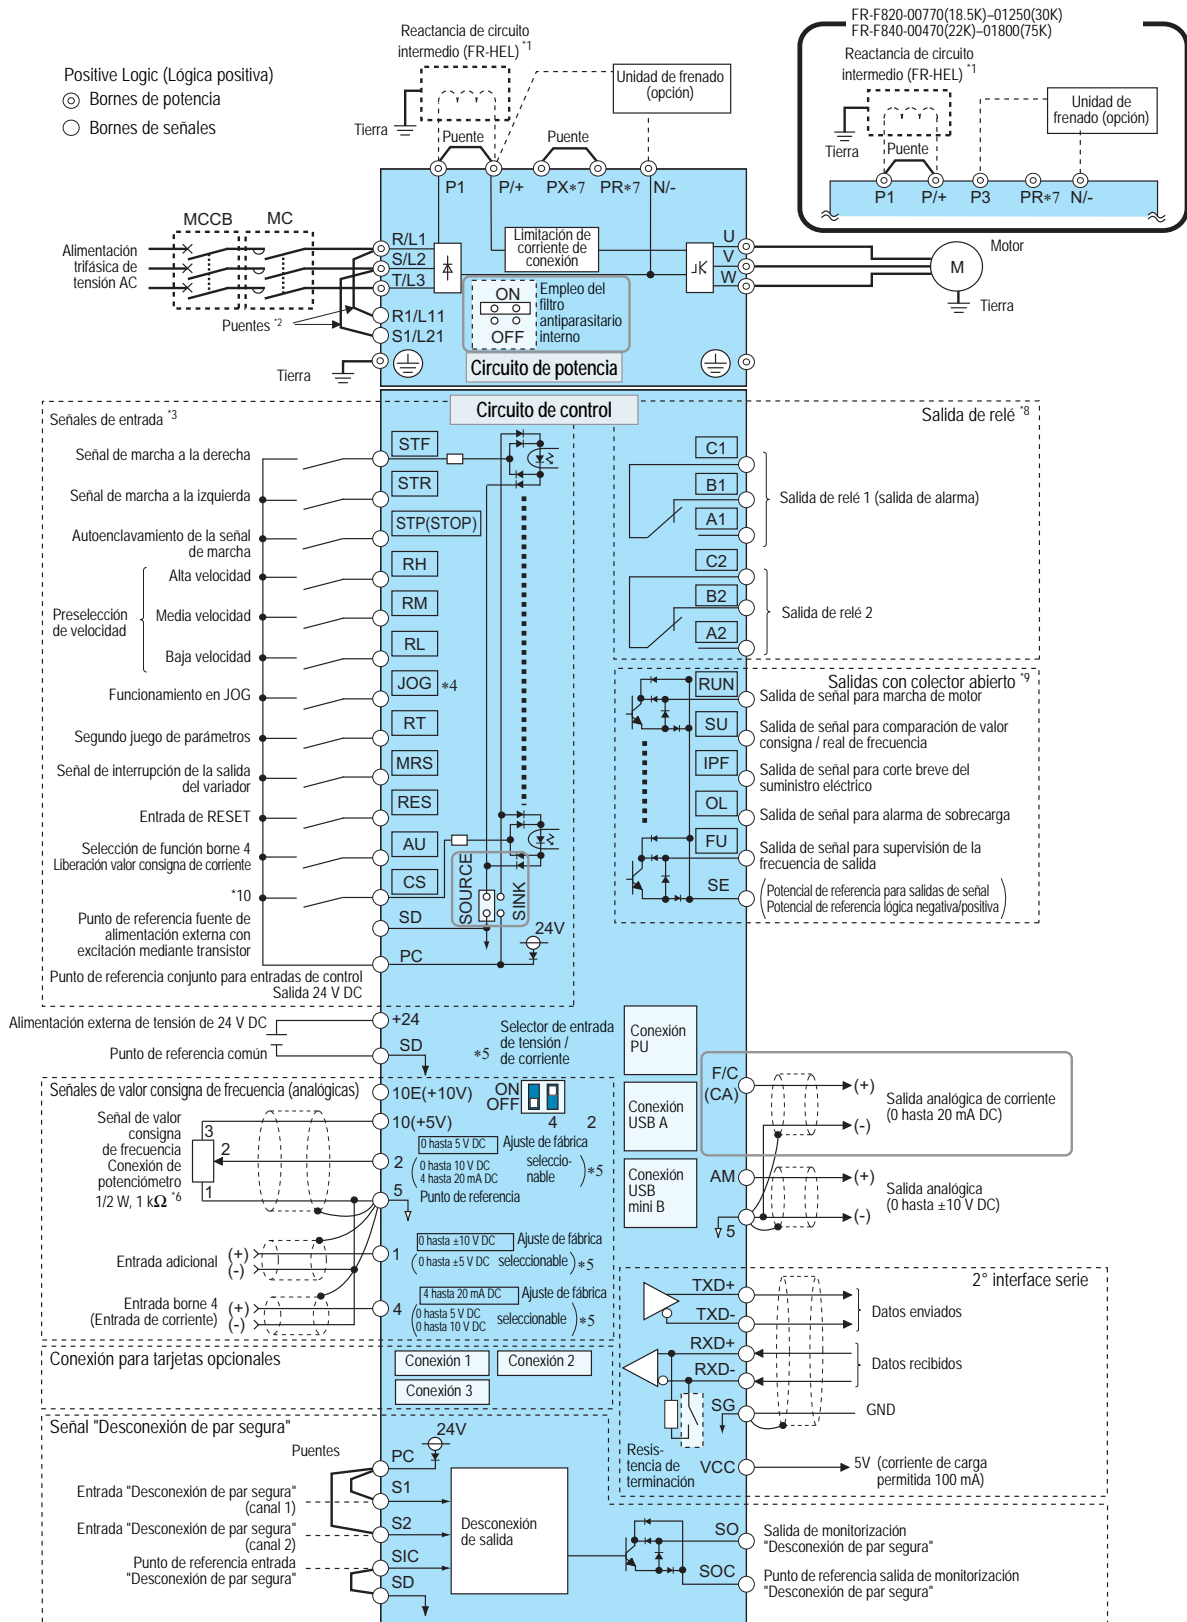 FR-F820-00770(18.5K)–01250(30K)
FR-F840-00470(22K)–01800(75K)
Reactancia de circuito
intermedio (FR-HEL) *1
Unidad de
frenado (opción)
Tierra
Puente
P1 P/+ P3 PR*7 N/-
Positive Logic (Lógica positiva)
Bornes de potencia
Bornes de señales
Reactancia de circuito
intermedio (FR-HEL) *1
Unidad de frenado
(opción)
Tierra
Puente
Puente
P1 P/+ PX*7 PR*7 N/-
MCCB MC
Alimentación
trifásica de
tensión AC
R/L1
S/L2
T/L3
R1/L11
S1/L21
Puentes *2
Tierra
Limitación de
corriente de
conexión
ON
OFF
Empleo del
filtro
antiparasitario
interno
Circuito de potencia
U
V
W
Motor
M
Tierra
Circuito de control
Señales de entrada *3
Señal de marcha a la derecha
STF
Señal de marcha a la izquierda
STR
Autoenclavamiento de la señal
de marcha
STP(STOP)
Preselección
de velocidad
Alta velocidad
RH
Media velocidad
RM
Baja velocidad
RL
Funcionamiento en JOG
JOG *4
Segundo juego de parámetros
RT
Señal de interrupción de la salida
del variador
MRS
Entrada de RESET
RES
Selección de función borne 4
Liberación valor consigna de corriente
AU
*10
CS
SOURCE
SINK
SD
24V
Punto de referencia fuente de
alimentación externa con
excitación mediante transistor
PC
Punto de referencia conjunto para entradas de control
Salida 24 V DC
Salida de relé *8
C1
B1
A1
Salida de relé 1 (salida de alarma)
C2
B2
A2
Salida de relé 2
Salidas con colector abierto *9
RUN
Salida de señal para marcha de motor
SU
Salida de señal para comparación de valor
consigna / real de frecuencia
IPF
Salida de señal para corte breve del
suministro eléctrico
OL
Salida de señal para alarma de sobrecarga
FU
Salida de señal para supervisión de la
frecuencia de salida
SE
(Potencial de referencia para salidas de señal
Potencial de referencia lógica negativa/positiva)
Alimentación externa de tensión de 24 V DC
+24
Punto de referencia común
SD
*5
Selector de entrada
de tensión /
de corriente
Conexión
PU
Conexión
USB A
Conexión
USB
mini B
Señales de valor consigna de frecuencia (analógicas)
10E(+10V)
ON
OFF
4 2
10(+5V)
Señal de valor
consigna
de frecuencia
Conexión de
potenciómetro
1/2 W, 1 kΩ *6
3
2
1
0 hasta 5 V DC Ajuste de fábrica
2
(0 hasta 10 V DC
4 hasta 20 mA DC
seleccio-
nable)*5
5
Punto de referencia
Entrada adicional
(+)
(-)
1
0 hasta ±10 V DC Ajuste de fábrica
(0 hasta ±5 V DC seleccionable)*5
Entrada borne 4
(Entrada de corriente)
(+)
(-)
4
4 hasta 20 mA DC Ajuste de fábrica
(0 hasta 5 V DC
0 hasta 10 V DC seleccionable)*5
F/C
(CA)
(+)
(-)
Salida analógica de corriente
(0 hasta 20 mA DC)
AM
(+)
(-)
5
Salida analógica
(0 hasta ±10 V DC)
2° interface serie
TXD+
TXD-
Datos enviados
RXD+
RXD-
Datos recibidos
SG
GND
Resis-
tencia de
terminación
VCC
5V (corriente de carga
permitida 100 mA)
Conexión para tarjetas opcionales
Conexión 1 Conexión 2
Conexión 3
Señal "Desconexión de par segura"
24V
Puentes
PC
Entrada "Desconexión de par segura"
(canal 1)
S1
Entrada "Desconexión de par segura"
(canal 2)
S2
Punto de referencia entrada
"Desconexión de par segura"
SIC
SD
Desconexión
de salida
SO
Salida de monitorización
"Desconexión de par segura"
SOC
Punto de referencia salida de monitorización
"Desconexión de par segura"